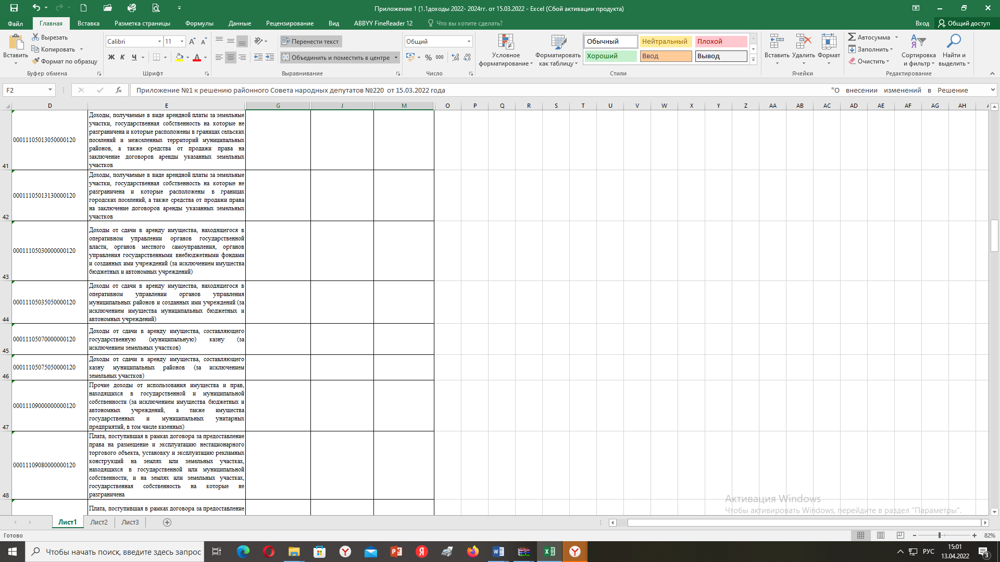 Приложение 1 (1.1доходы 2022- 2024гг. от 15.03.2022 - Excel (Сбой активации продукта)
Файл Главная Вставка Разметка страницы Формулы Данные Рецензирование Вид ABBYY FineReader 12 Что вы хотите сделать? Вход Общий доступ
Вставить
Вырезать
Копировать
Формат по образцу
Буфер обмена
Calibri 11
Ж К Ч
Шрифт
Перенести текст
Объединить и поместить в центре
Выравнивание
Общий
% 000
Число
Условное форматирование
Форматировать как таблицу
Обычный Нейтральный Плохой
Хороший Ввод Вывод
Стили
Вставить Удалить Формат
Ячейки
Автосумма
Заполнить
Очистить
Сортировка и фильтр
Найти и выделить
Редактирование
F2 fx Приложение №1 к решению районного Совета народных депутатов №220 от 15.03.2022 года "О внесении изменений в Решение
D E G J M O P Q R S T U V W X Y Z AA AB AC AD AE AF AG AH
41 00011105013050000120
Доходы, получаемые в виде арендной платы за земельные
участки, государственная собственность на которые не
разграничена и которые расположены в границах сельских
поселений и межселенных территорий муниципальных
районов, а также средства от продажи права на
заключение договоров аренды указанных земельных
участков
42 00011105013130000120
Доходы, получаемые в виде арендной платы за земельные
участки, государственная собственность на которые не
разграничена и которые расположены в границах
городских поселений, а также средства от продажи права
на заключение договоров аренды указанных земельных
участков
43 00011105030000000120
Доходы от сдачи в аренду имущества, находящегося в
оперативном управлении органов государственной
власти, органов местного самоуправления, органов
управления государственными внебюджетными фондами
и созданных ими учреждений (за исключением имущества
бюджетных и автономных учреждений)
44 00011105035050000120
Доходы от сдачи в аренду имущества, находящегося в
оперативном управлении органов управления
муниципальных районов и созданных ими учреждений (за
исключением имущества муниципальных бюджетных и
автономных учреждений)
45 00011105070000000120
Доходы от сдачи в аренду имущества, составляющего
государственную (муниципальную) казну (за
исключением земельных участков)
46 00011105075050000120
Доходы от сдачи в аренду имущества, составляющего
казну муниципальных районов (за исключением
земельных участков)
47 00011109000000000120
Прочие доходы от использования имущества и прав,
находящихся в государственной и муниципальной
собственности (за исключением имущества бюджетных и
автономных учреждений, а также имущества
государственных и муниципальных унитарных
предприятий, в том числе казенных)
48 00011109080000000120
Плата, поступившая в рамках договора за предоставление
права на размещение и эксплуатацию нестационарного
торгового объекта, установку и эксплуатацию рекламных
конструкций на землях или земельных участках,
находящихся в государственной или муниципальной
собственности, и на землях или земельных участках,
государственная собственность на которые не
разграничена
Плата, поступившая в рамках договора за предоставление
Активация Windows
Чтобы активировать Windows, перейдите в раздел "Параметры".
Лист1 Лист2 Лист3
Готово 82%
Чтобы начать поиск, введите здесь запрос
РУС 15:01
13.04.2022
3